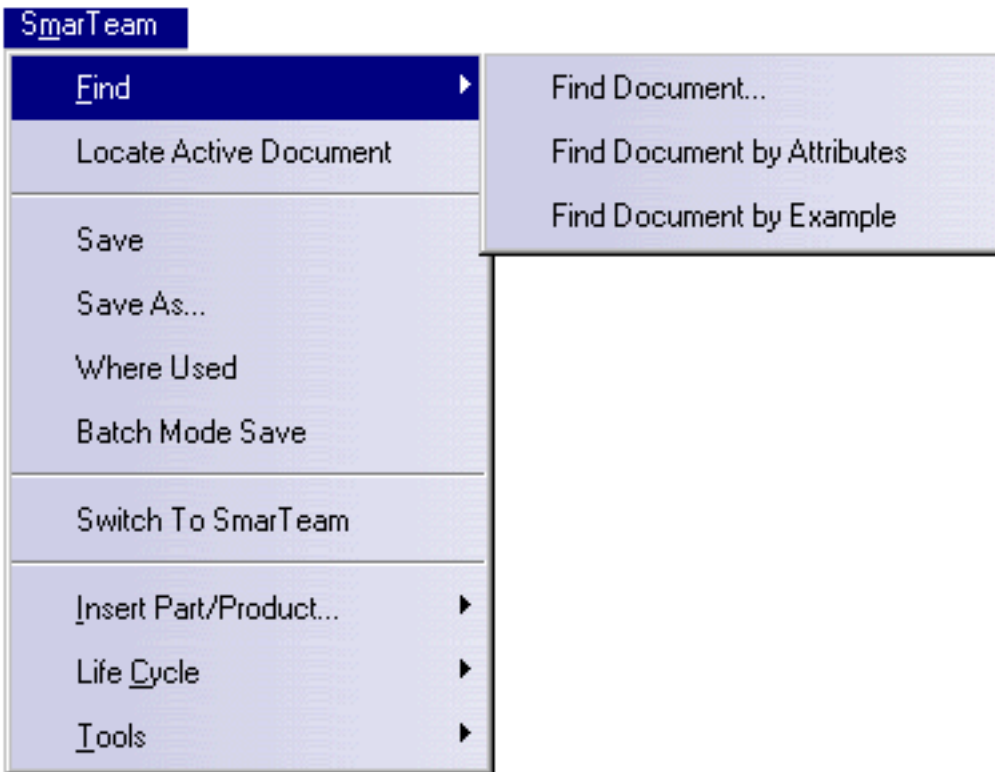 SmarTeam
Find
Locate Active Document
Save
Save As...
Where Used
Batch Mode Save
Switch To SmarTeam
Insert Part/Product...
Life Cycle
Tools
Find Document...
Find Document by Attributes
Find Document by Example